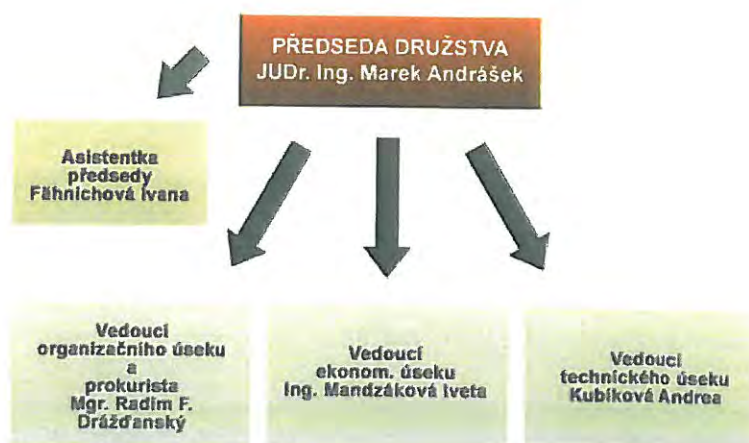 PŘEDSEDA DRUŽSTVA
JUDr. Ing. Marek Andrášek
Asistentka
předsedy
Fähnichová Ivana
Vedoucí
organizačního úseku
a
prokurista
Mgr. Radim F.
Drážďanský
Vedoucí
ekonom. úseku
Ing. Mandzáková Iveta
Vedoucí
technického úseku
Kubíková Andrea